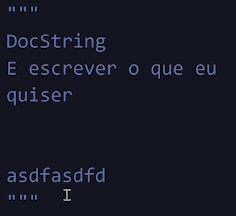 """
DocString
E escrever o que eu
quiser
asdfasdfd
"""